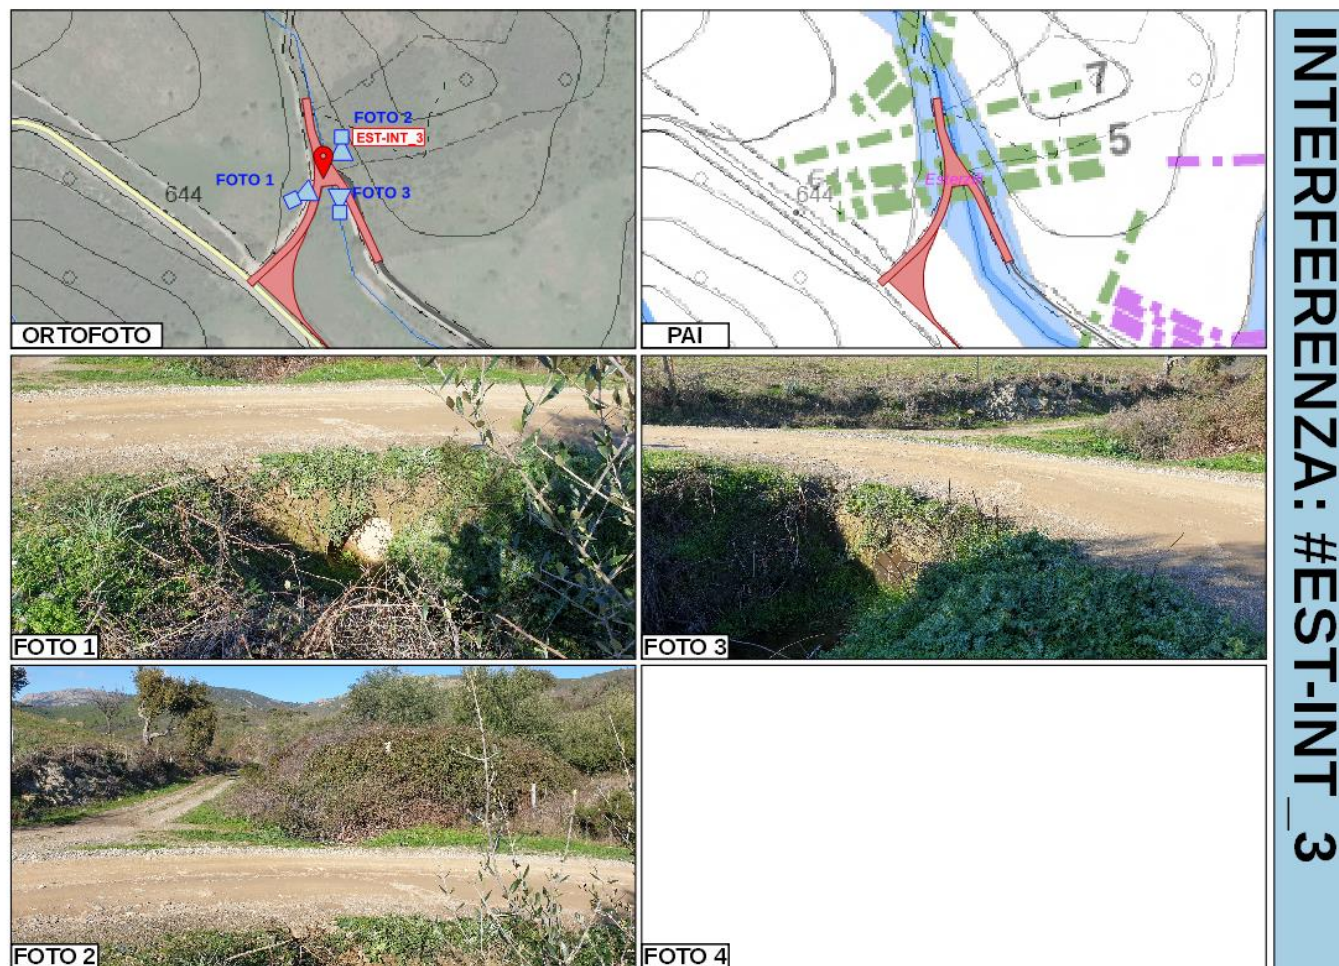 FOTO 2
EST-INT_3
FOTO 1
FOTO 3
644
ORTOFOTO
7
5
644
PAI
FOTO 1
FOTO 3
FOTO 2
FOTO 4
INTERFERENZA: #EST-INT_3